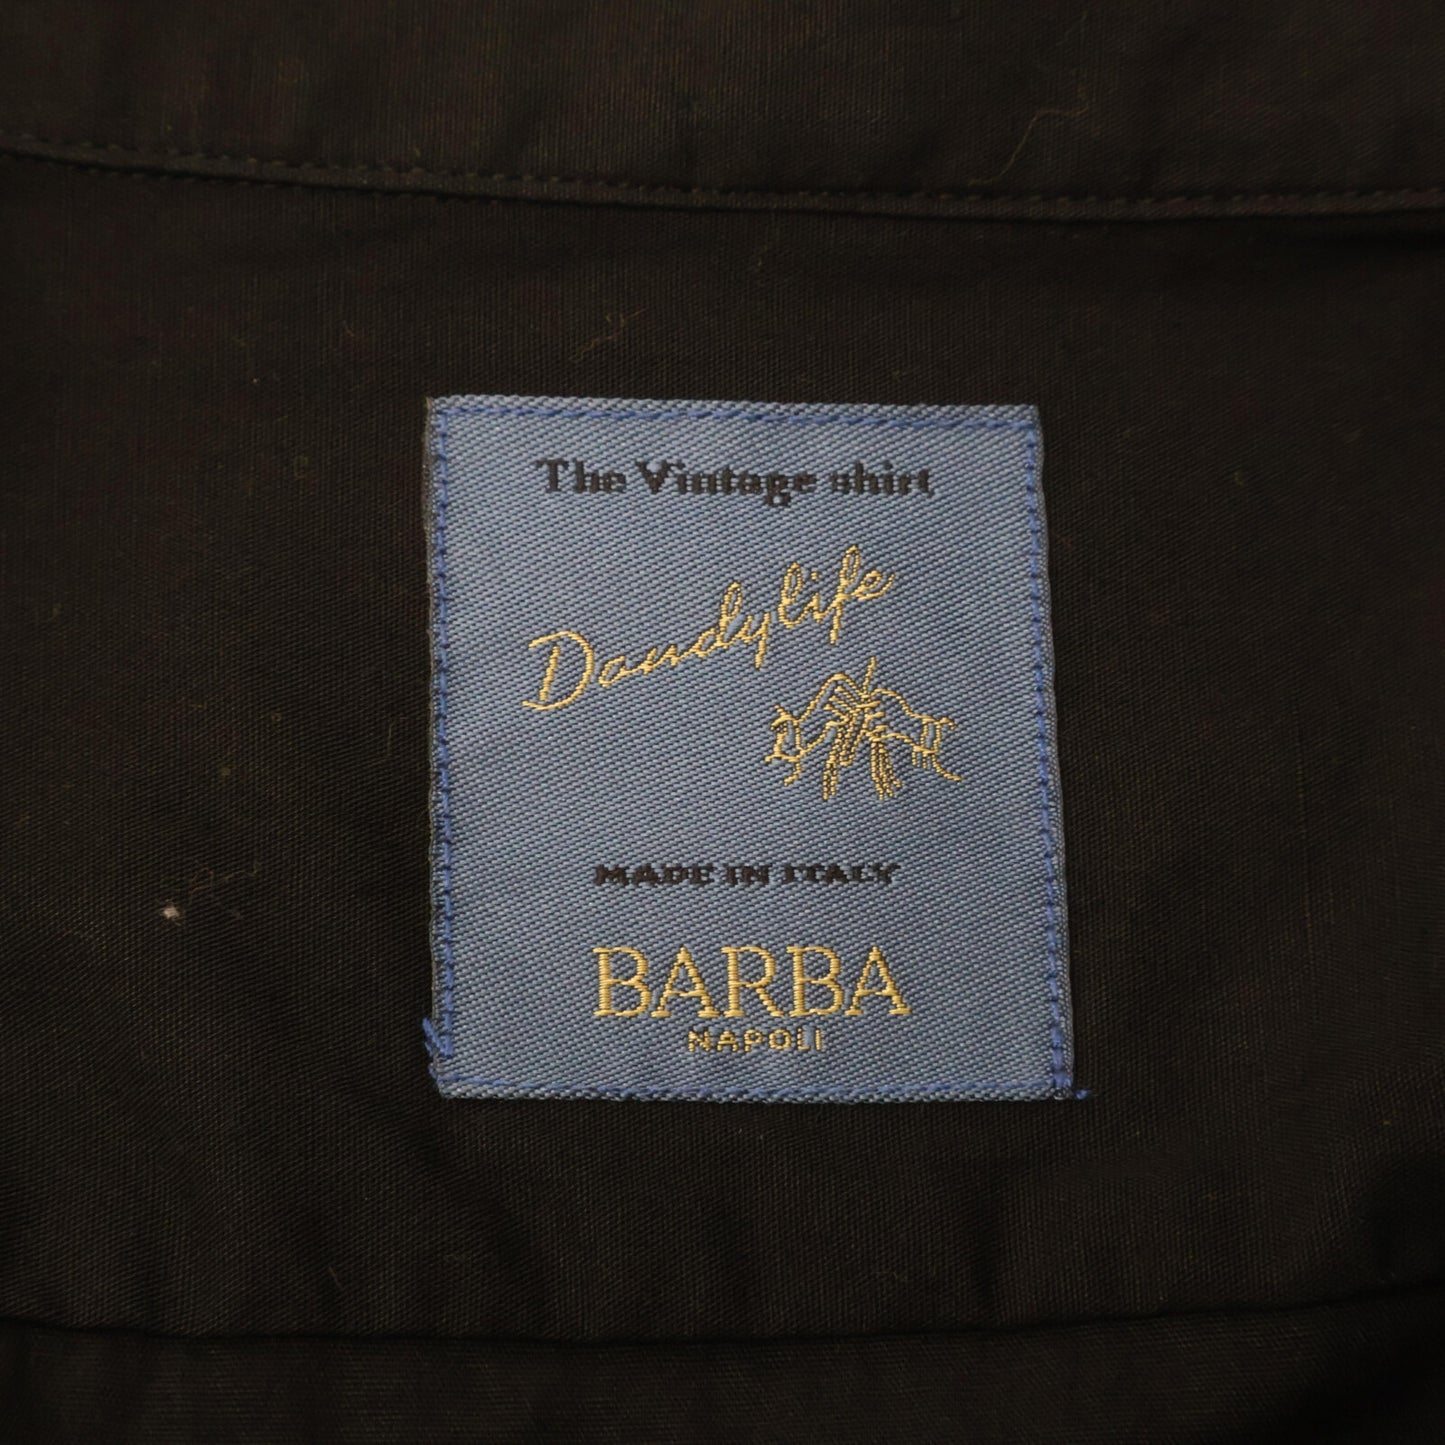 The Vintage shirt
Dandylife
MADE IN ITALY
BARBA
NAPOLI